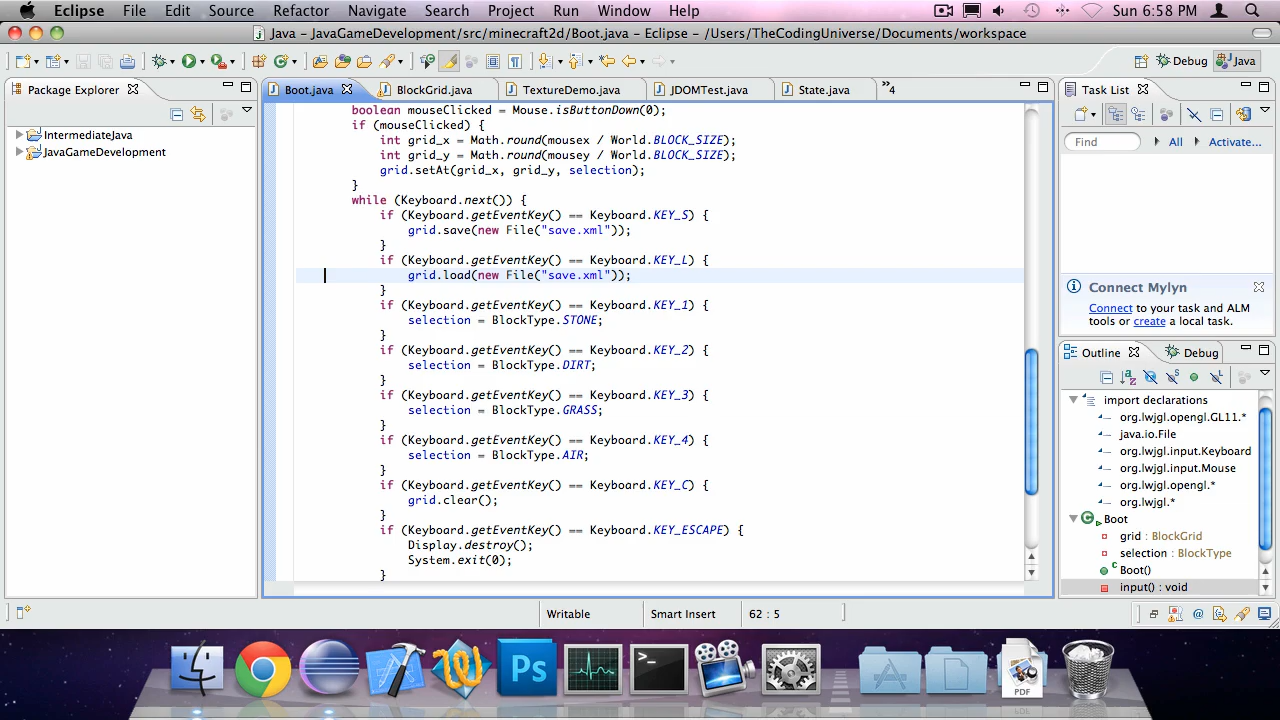 Eclipse File Edit Source Refactor Navigate Search Project Run Window Help Sun 6:58 PM
Java – JavaGameDevelopment/src/minecraft2d/Boot.java – Eclipse – /Users/TheCodingUniverse/Documents/workspace
Debug Java
Package Explorer
IntermediateJava
JavaGameDevelopment
Boot.java BlockGrid.java TextureDemo.java JDOMTest.java State.java »4
boolean mouseClicked = Mouse.isButtonDown(0);
if (mouseClicked) {
int grid_x = Math.round(mousex / World.BLOCK_SIZE);
int grid_y = Math.round(mousey / World.BLOCK_SIZE);
grid.setAt(grid_x, grid_y, selection);
}
while (Keyboard.next()) {
if (Keyboard.getEventKey() == Keyboard.KEY_S) {
grid.save(new File("save.xml"));
}
if (Keyboard.getEventKey() == Keyboard.KEY_L) {
grid.load(new File("save.xml"));
}
if (Keyboard.getEventKey() == Keyboard.KEY_1) {
selection = BlockType.STONE;
}
if (Keyboard.getEventKey() == Keyboard.KEY_2) {
selection = BlockType.DIRT;
}
if (Keyboard.getEventKey() == Keyboard.KEY_3) {
selection = BlockType.GRASS;
}
if (Keyboard.getEventKey() == Keyboard.KEY_4) {
selection = BlockType.AIR;
}
if (Keyboard.getEventKey() == Keyboard.KEY_C) {
grid.clear();
}
if (Keyboard.getEventKey() == Keyboard.KEY_ESCAPE) {
Display.destroy();
System.exit(0);
}
Task List
Find All Activate...
Connect Mylyn
Connect to your task and ALM
tools or create a local task.
Outline Debug
import declarations
org.lwjgl.opengl.GL11.*
java.io.File
org.lwjgl.input.Keyboard
org.lwjgl.input.Mouse
org.lwjgl.opengl.*
org.lwjgl.*
Boot
grid : BlockGrid
selection : BlockType
Boot()
input() : void
Writable Smart Insert 62 : 5
Ps
PDF